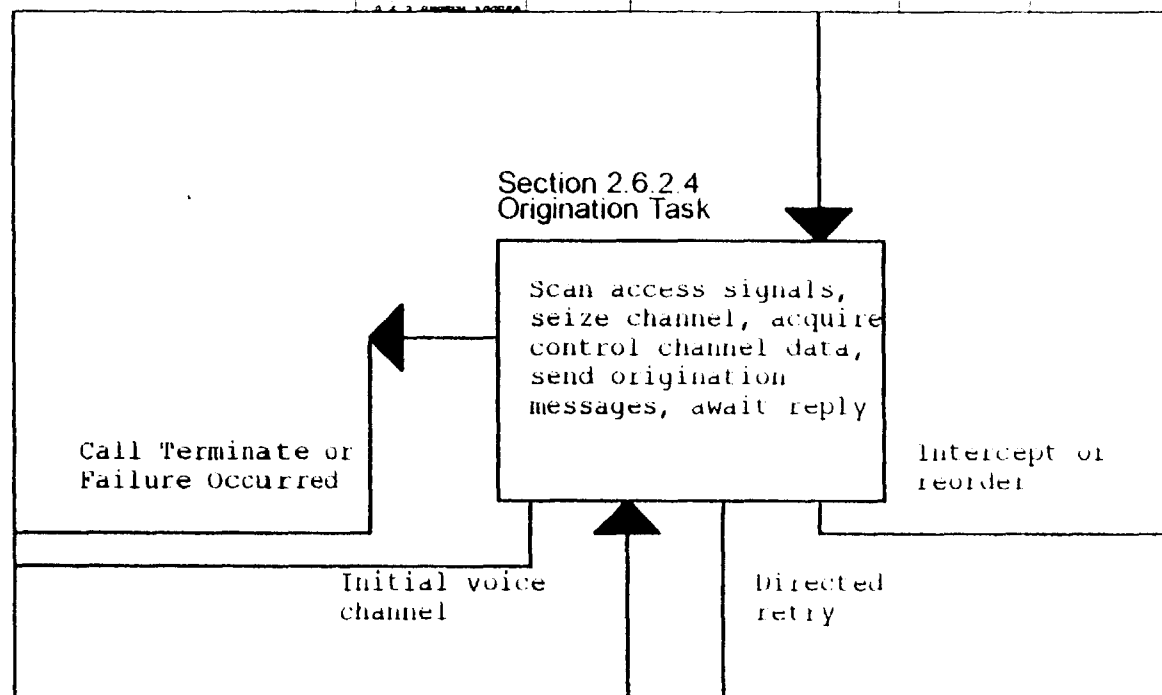 Section 2.6.2.4
Origination Task
Scan access signals,
seize channel, acquire
control channel data,
send origination
messages, await reply
Call Terminate or
Failure Occurred
Intercept or
reorder
Initial voice
channel
Directed
retry